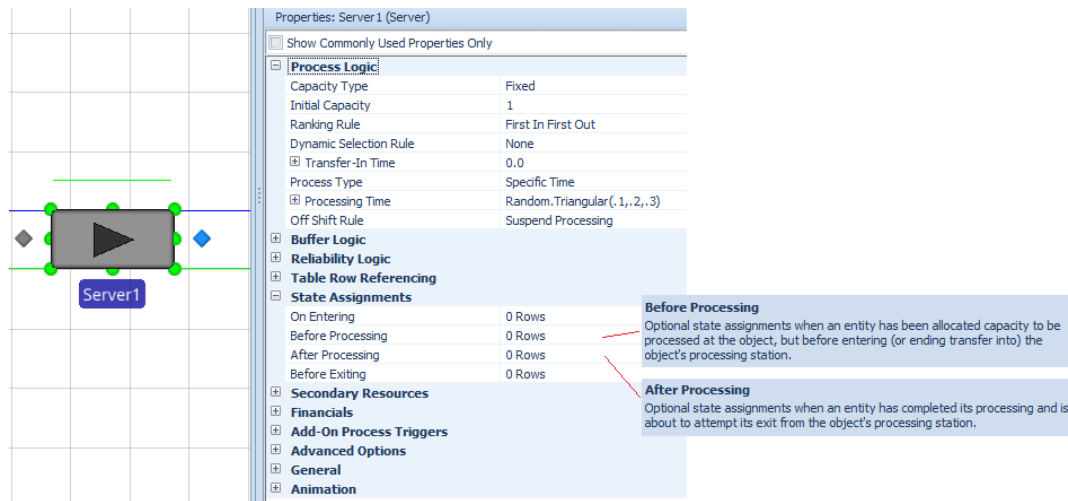 Properties: Server1 (Server)
Show Commonly Used Properties Only
Process Logic
Capacity Type Fixed
Initial Capacity 1
Ranking Rule First In First Out
Dynamic Selection Rule None
Transfer-In Time 0.0
Process Type Specific Time
Processing Time Random.Triangular(.1,.2,.3)
Off Shift Rule Suspend Processing
Buffer Logic
Reliability Logic
Table Row Referencing
State Assignments
On Entering 0 Rows
Before Processing 0 Rows
After Processing 0 Rows
Before Exiting 0 Rows
Secondary Resources
Financials
Add-On Process Triggers
Advanced Options
General
Animation
Server1
Before Processing
Optional state assignments when an entity has been allocated capacity to be
processed at the object, but before entering (or ending transfer into) the
object's processing station.
After Processing
Optional state assignments when an entity has completed its processing and is
about to attempt its exit from the object's processing station.